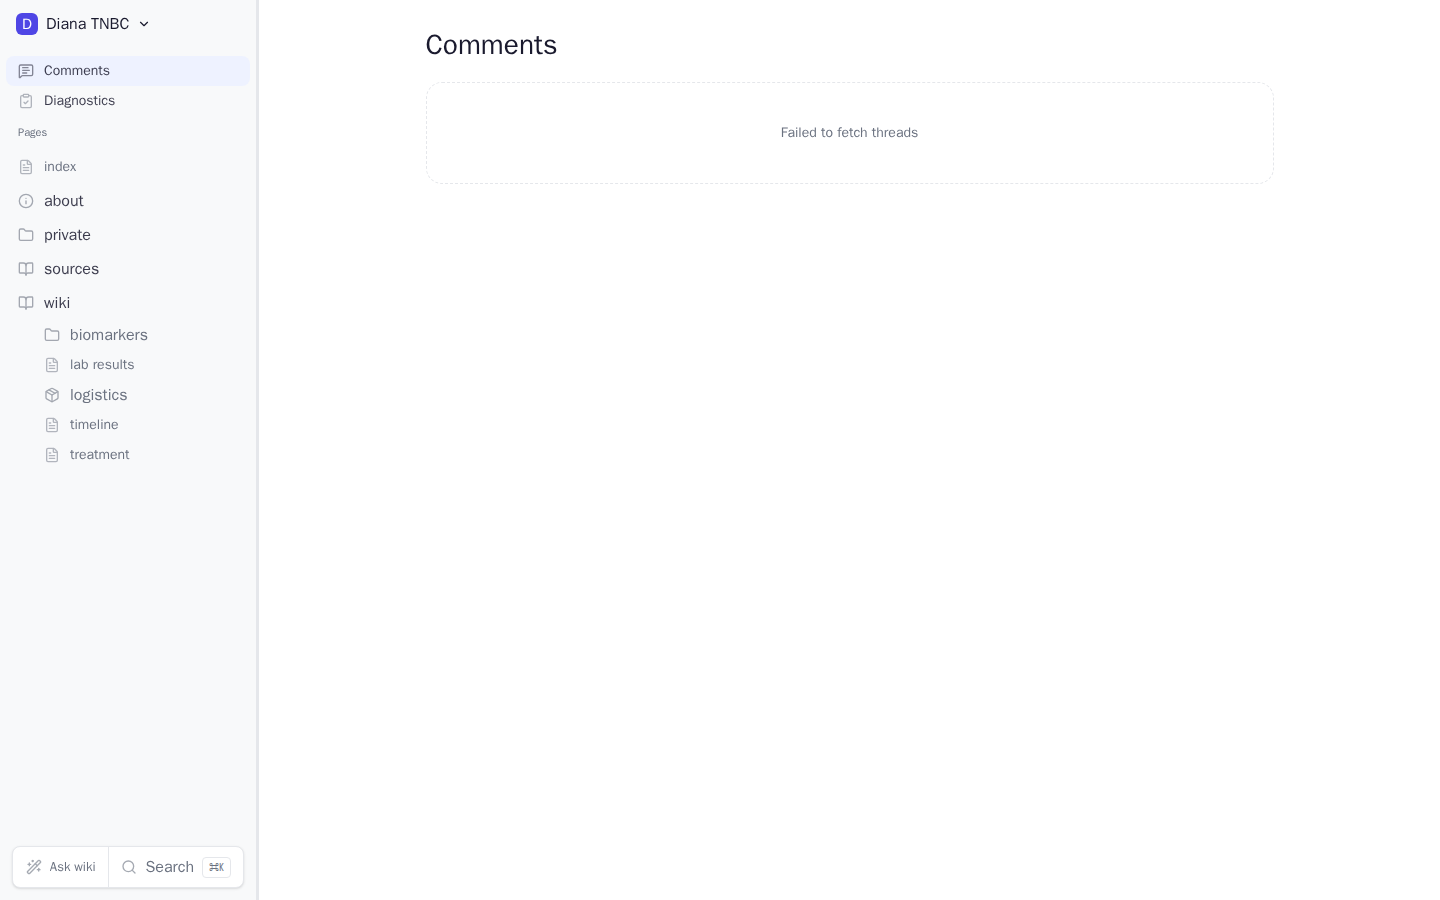 D Diana TNBC
Comments
Diagnostics
Pages
index
about
private
sources
wiki
biomarkers
lab results
logistics
timeline
treatment
Ask wiki
Search ⌘K
Comments
Failed to fetch threads